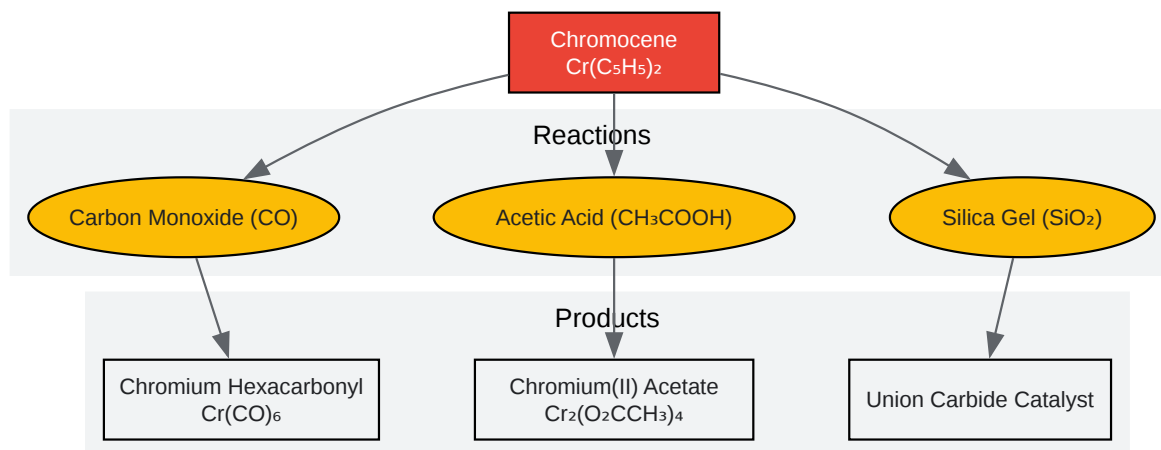 Chromocene
Cr(C₅H₅)₂
Reactions
Carbon Monoxide (CO)
Acetic Acid (CH₃COOH)
Silica Gel (SiO₂)
Products
Chromium Hexacarbonyl
Cr(CO)₆
Chromium(II) Acetate
Cr₂(O₂CCH₃)₄
Union Carbide Catalyst